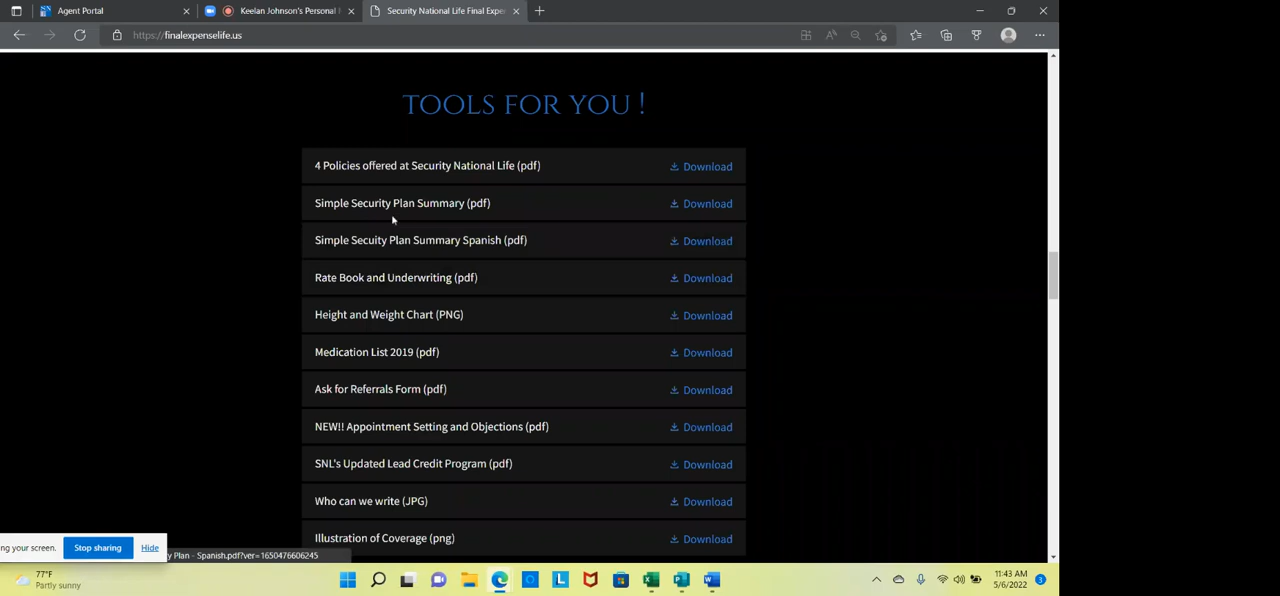 Agent Portal
Keelan Johnson's Personal
Security National Life Final Expe
https://finalexpenselife.us
TOOLS FOR YOU !
4 Policies offered at Security National Life (pdf) Download
Simple Security Plan Summary (pdf) Download
Simple Secuity Plan Summary Spanish (pdf) Download
Rate Book and Underwriting (pdf) Download
Height and Weight Chart (PNG) Download
Medication List 2019 (pdf) Download
Ask for Referrals Form (pdf) Download
NEW!! Appointment Setting and Objections (pdf) Download
SNL's Updated Lead Credit Program (pdf) Download
Who can we write (JPG) Download
Illustration of Coverage (png) Download
ng your screen. Stop sharing Hide
y Plan - Spanish.pdf?ver=1650476606245
77°F
Partly sunny
11:43 AM
5/6/2022
3